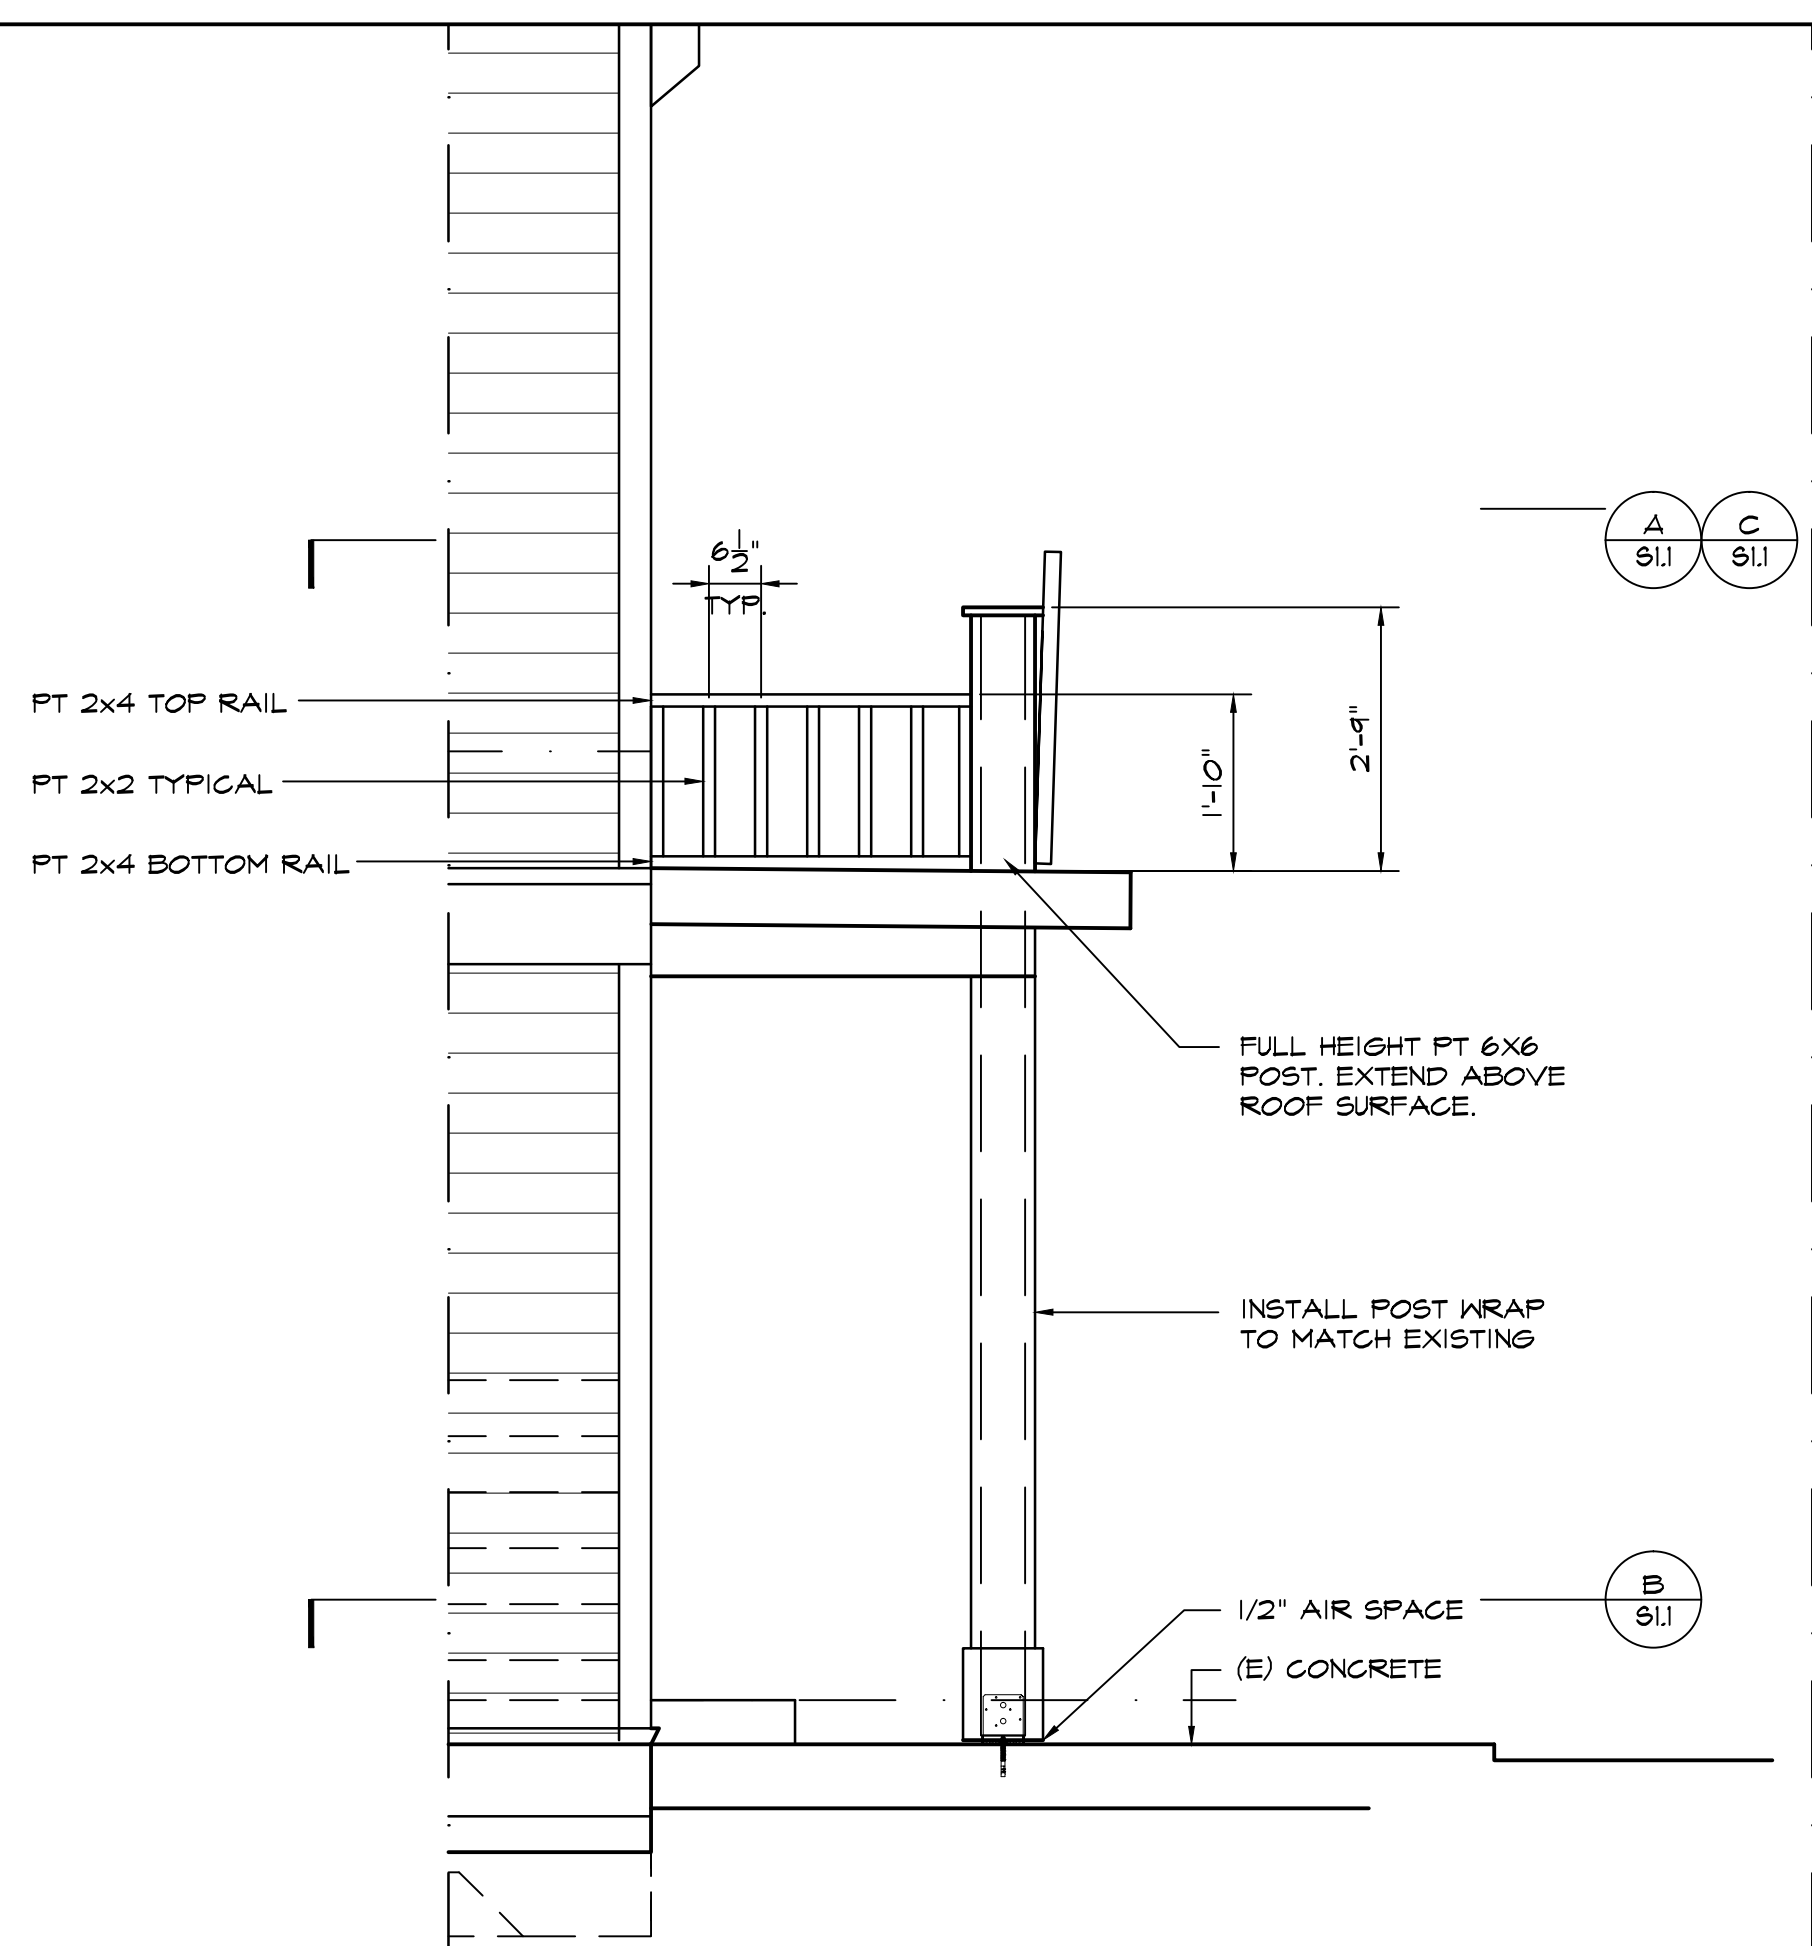 A
S1.1
C
S1.1
6 1/2"
TYP.
PT 2x4 TOP RAIL
PT 2x2 TYPICAL
PT 2x4 BOTTOM RAIL
1'-10"
2'-9"
FULL HEIGHT PT 6X6
POST. EXTEND ABOVE
ROOF SURFACE.
INSTALL POST WRAP
TO MATCH EXISTING
1/2" AIR SPACE
B
S1.1
(E) CONCRETE